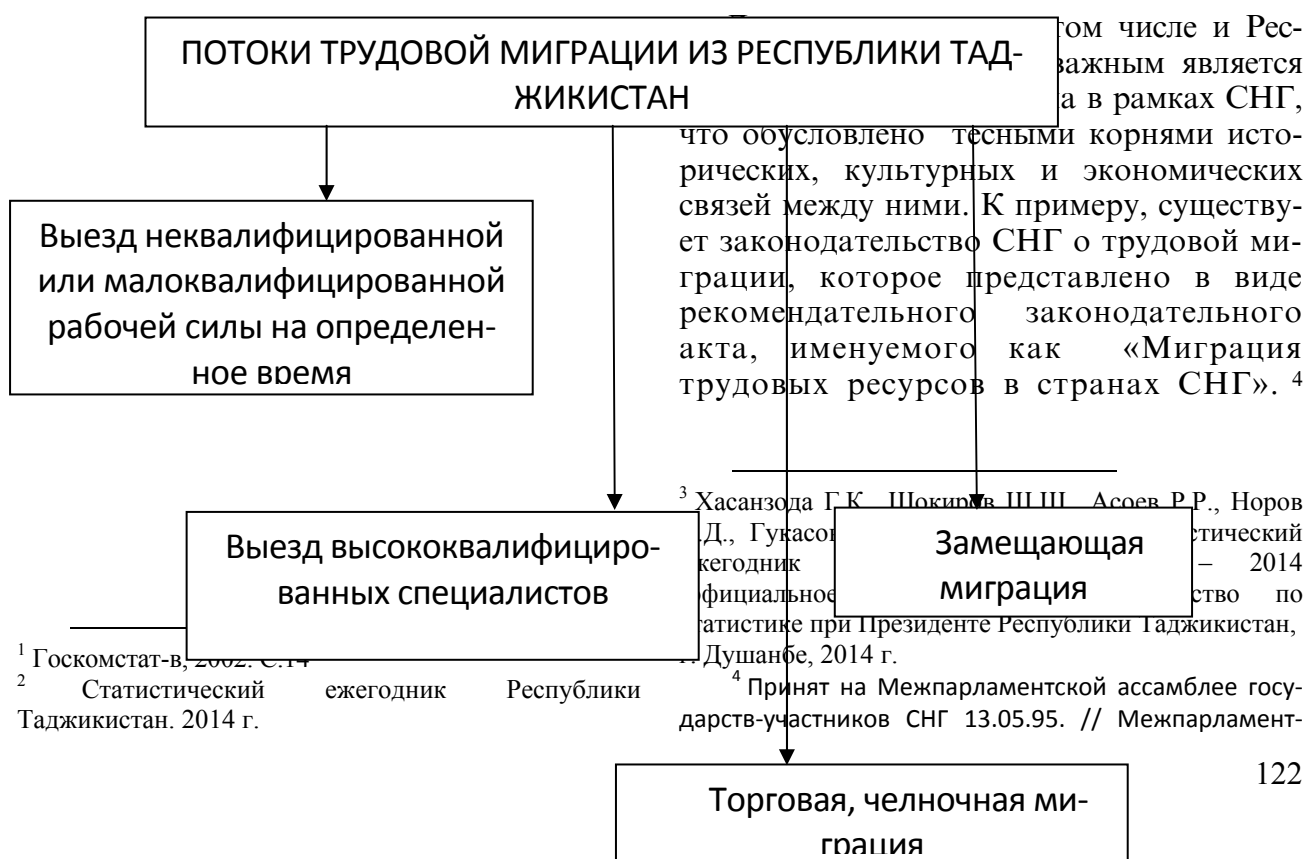 ПОТОКИ ТРУДОВОЙ МИГРАЦИИ ИЗ РЕСПУБЛИКИ ТАД-
ЖИКИСТАН
Выезд неквалифицированной
или малоквалифицированной
рабочей силы на определен-
ное время
Выезд высококвалифициро-
ванных специалистов
Замещающая
миграция
Торговая, челночная ми-
грация
том числе и Рес-
важным является
а в рамках СНГ,
что обусловлено тесными корнями исто-
рических, культурных и экономических
связей между ними. К примеру, существу-
ет законодательство СНГ о трудовой ми-
грации, которое представлено в виде
рекомендательного законодательного
акта, именуемого как «Миграция
трудовых ресурсов в странах СНГ». 4
1 Госкомстат-в, 2002. С.14
2 Статистический ежегодник Республики
Таджикистан. 2014 г.
3 Хасанзода Г.К., Шокиров Ш.Ш., Асоев Р.Р., Норов
.Д., Гукасо тический
жегодник – 2014
официальное ство по
татистике при Президенте Республики Таджикистан,
г. Душанбе, 2014 г.
4 Принят на Межпарламентской ассамблее госу-
дарств-участников СНГ 13.05.95. // Межпарламент-
122